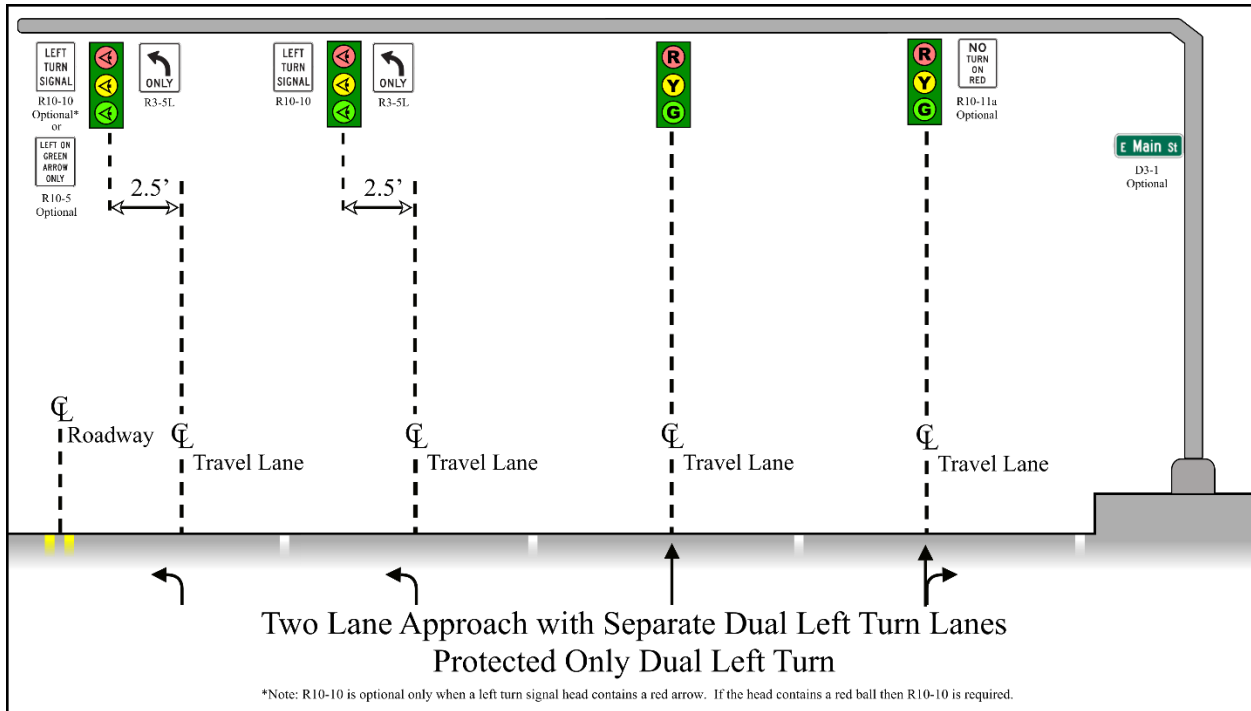 LEFT
TURN
SIGNAL
R10-10
Optional*
or
LEFT ON
GREEN
ARROW
ONLY
R10-5
Optional
ONLY
R3-5L
LEFT
TURN
SIGNAL
R10-10
ONLY
R3-5L
R
Y
G
R
Y
G
NO
TURN
ON
RED
R10-11a
Optional
E Main St
D3-1
Optional
2.5’
2.5’
℄
Roadway
℄
Travel Lane
℄
Travel Lane
℄
Travel Lane
℄
Travel Lane
Two Lane Approach with Separate Dual Left Turn Lanes
Protected Only Dual Left Turn
*Note: R10-10 is optional only when a left turn signal head contains a red arrow. If the head contains a red ball then R10-10 is required.